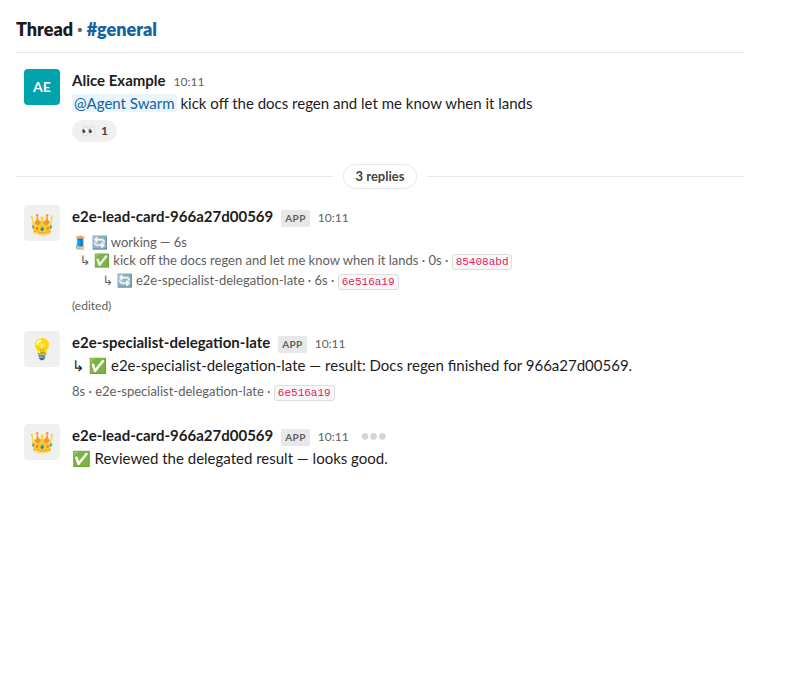 Thread • #general
AE
Alice Example 10:11
@Agent Swarm kick off the docs regen and let me know when it lands
👀 1
3 replies
e2e-lead-card-966a27d00569 APP 10:11
🧵 🔄 working — 6s
↳ ✅ kick off the docs regen and let me know when it lands · 0s · 85408abd
↳ 🔄 e2e-specialist-delegation-late · 6s · 6e516a19
(edited)
e2e-specialist-delegation-late APP 10:11
↳ ✅ e2e-specialist-delegation-late — result: Docs regen finished for 966a27d00569.
8s · e2e-specialist-delegation-late · 6e516a19
e2e-lead-card-966a27d00569 APP 10:11
✅ Reviewed the delegated result — looks good.